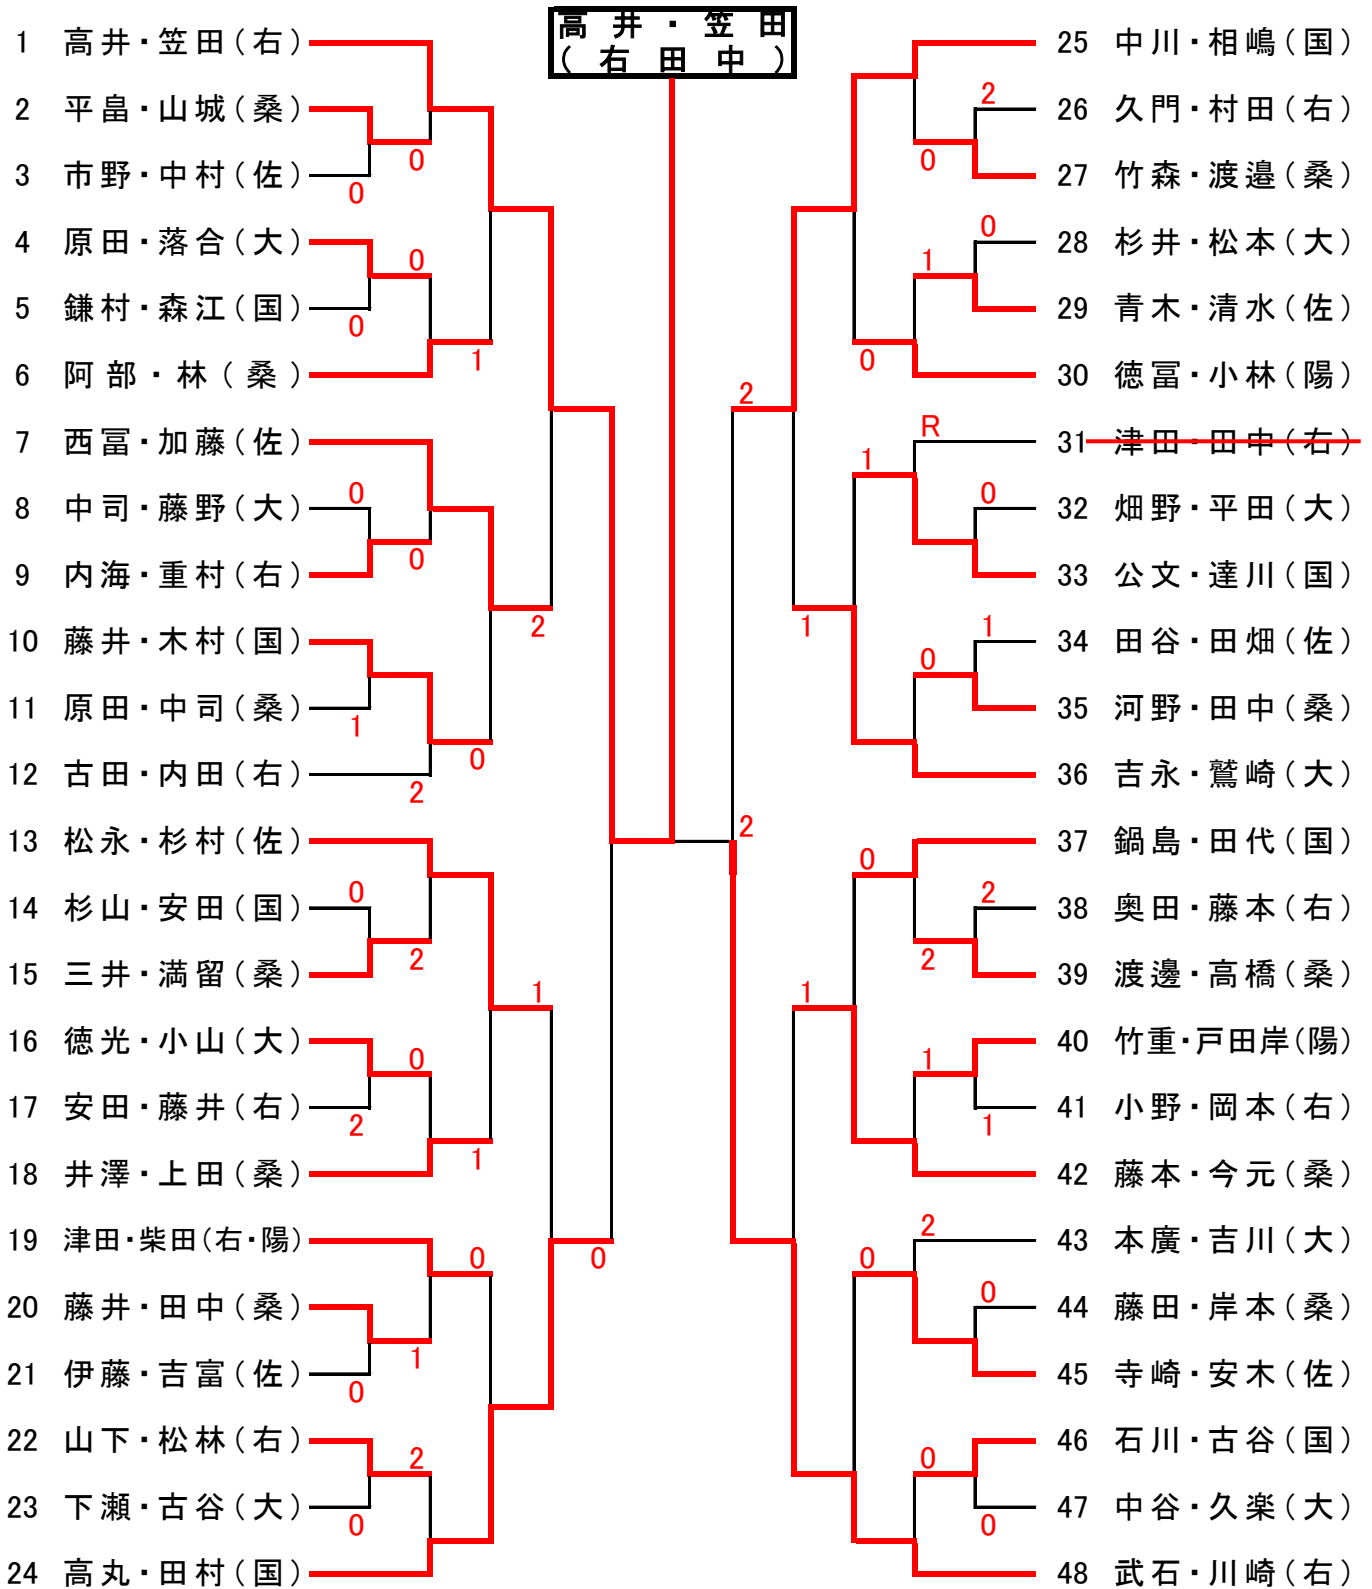 高井・笠田
(右田中)
1 高井・笠田(右)
2 平畠・山城(桑)
0
3 市野・中村(佐)
0
4 原田・落合(大)
0
5 鎌村・森江(国)
0
1
6 阿部・林(桑)
7 西冨・加藤(佐)
0
8 中司・藤野(大)
0
9 内海・重村(右)
2
10 藤井・木村(国)
11 原田・中司(桑)
1
0
12 古田・内田(右)
2
13 松永・杉村(佐)
0
14 杉山・安田(国)
2
15 三井・満留(桑)
1
16 徳光・小山(大)
0
17 安田・藤井(右)
2
1
18 井澤・上田(桑)
19 津田・柴田(右・陽)
0
0
20 藤井・田中(桑)
1
21 伊藤・吉富(佐)
0
22 山下・松林(右)
2
23 下瀬・古谷(大)
0
24 高丸・田村(国)
25 中川・相嶋(国)
2
26 久門・村田(右)
0
27 竹森・渡邉(桑)
0
28 杉井・松本(大)
1
29 青木・清水(佐)
0
30 徳冨・小林(陽)
2
R
31 津田・田中(右)
1
0
32 畑野・平田(大)
33 公文・達川(国)
1
1
34 田谷・田畑(佐)
0
35 河野・田中(桑)
36 吉永・鷲崎(大)
2
37 鍋島・田代(国)
0
2
38 奥田・藤本(右)
2
39 渡邊・高橋(桑)
1
40 竹重・戸田岸(陽)
1
41 小野・岡本(右)
1
42 藤本・今元(桑)
2
43 本廣・吉川(大)
0
0
44 藤田・岸本(桑)
45 寺崎・安木(佐)
46 石川・古谷(国)
0
47 中谷・久楽(大)
0
48 武石・川崎(右)